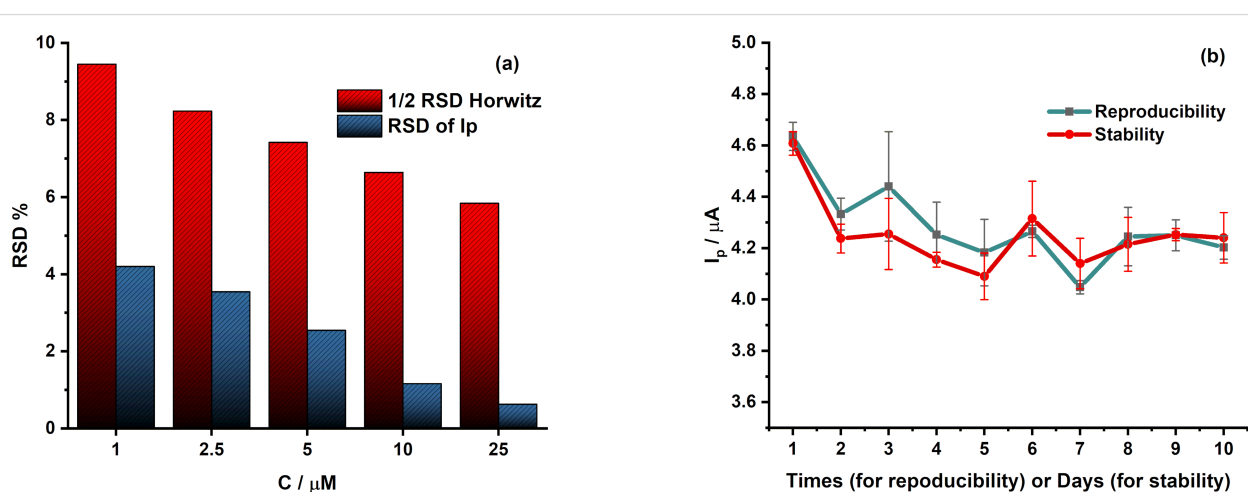 (a)
1/2 RSD Horwitz
RSD of Ip
RSD %
10
8
6
4
2
0
1 2.5 5 10 25
C / μM
(b)
Reproducibility
Stability
Ip / μA
5.0
4.8
4.6
4.4
4.2
4.0
3.8
3.6
1 2 3 4 5 6 7 8 9 10
Times (for repoducibility) or Days (for stability)